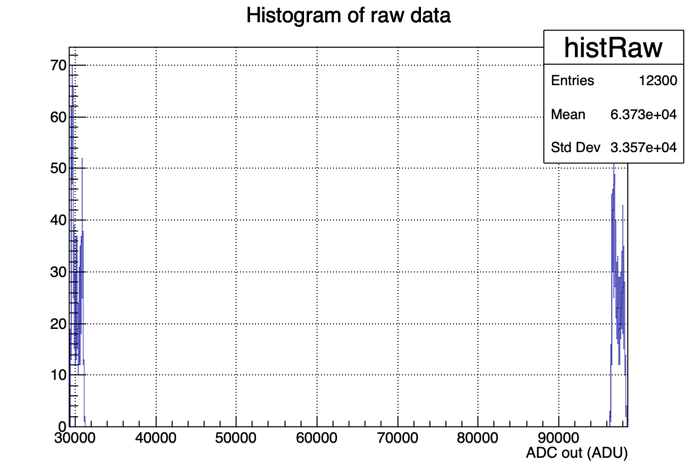 Histogram of raw data
histRaw
Entries 12300
Mean 6.373e+04
Std Dev 3.357e+04
70
60
50
40
30
20
10
0
30000 40000 50000 60000 70000 80000 90000
ADC out (ADU)